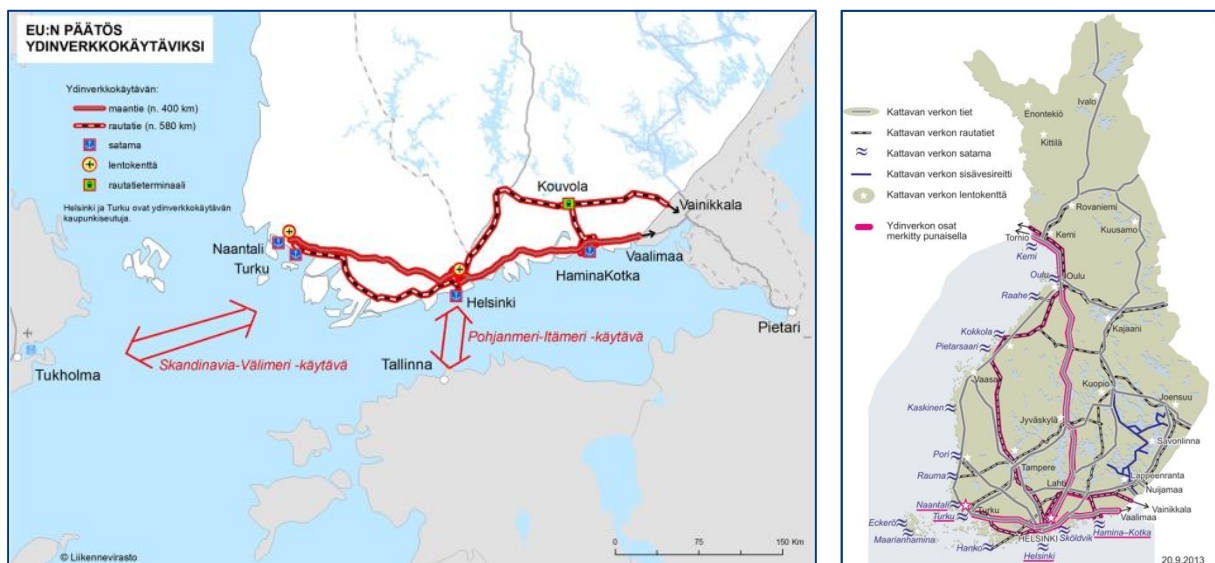 EU:N PÄÄTÖS
YDINVERKKOKÄYTÄVIKSI
Ydinverkkokäytävän:
maantie (n. 400 km)
rautatie (n. 580 km)
satama
lentokenttä
rautatieterminaali
Helsinki ja Turku ovat ydinverkkokäytävän
kaupunkiseutuja.
Kouvola
Vainikkala
Naantali
Turku
Vaalimaa
HaminaKotka
Helsinki
Pietari
Pohjanmeri-Itämeri -käytävä
Skandinavia-Välimeri -käytävä
Tallinna
Tukholma
© Liikennevirasto
0 75 150 Km
Kattavan verkon tiet
Kattavan verkon rautatiet
Kattavan verkon satama
Kattavan verkon sisävesireitti
Kattavan verkon lentokenttä
Ydinverkon osat
merkitty punaisella
Ivalo
Enontekiö
Kittilä
Rovaniemi
Kuusamo
Tornio
Kemi
Kemi
Oulu
Oulu
Raahe
Kajaani
Kokkola
Pietarsaari
Vaasa
Kuopio
Joensuu
Kaskinen
Jyväskylä
Savonlinna
Pori
Tampere
Rauma
Lahti
Lappeenranta
Nuijamaa
Naantali
Turku
Turku
Vainikkala
Vaalimaa
Eckerö
Maarianhamina
Hanko
HELSINKI
Sköldvik
Hamina–Kotka
Helsinki
20.9.2013